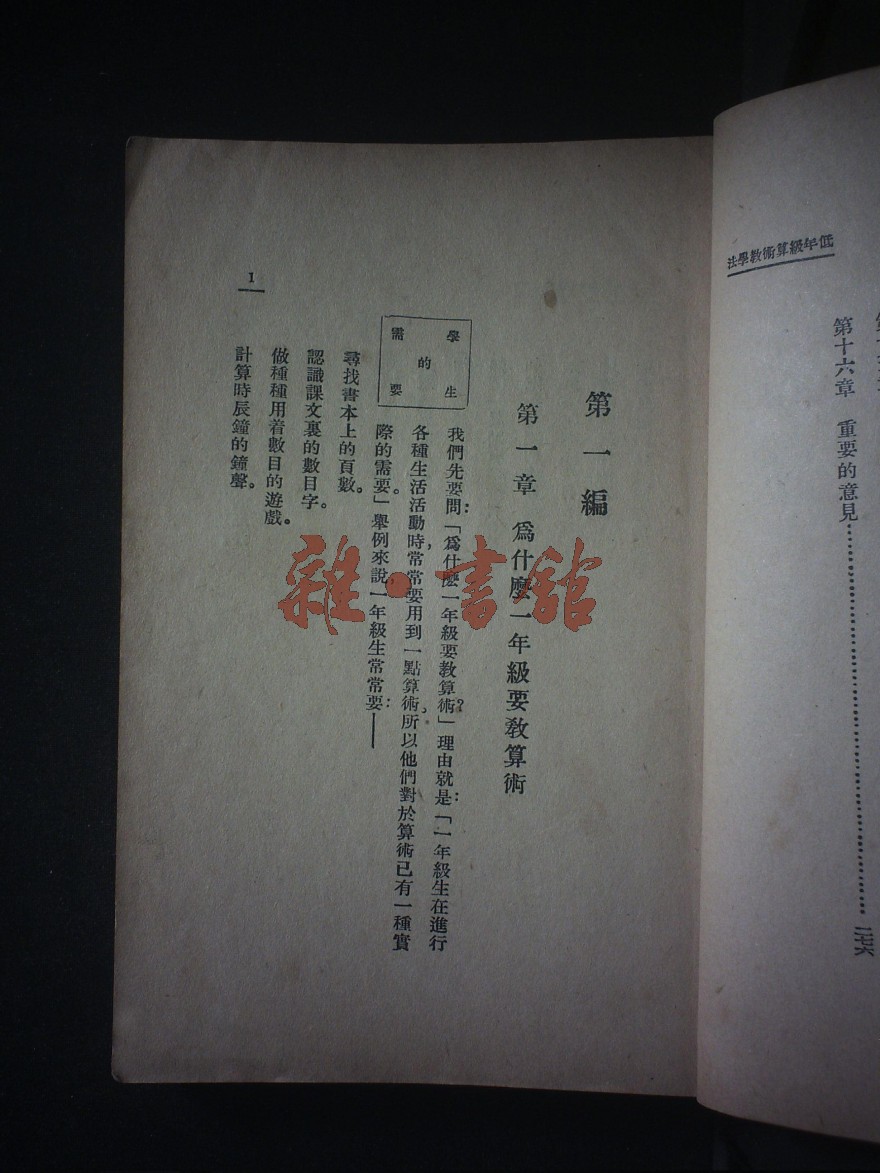 低年級算術教學法
第十六章　重要的意見………………………………二六六
第一編
第一章　爲什麼一年級要敎算術
學生的需要
我們先要問：「爲什麼一年級要教算術？」理由就是：「一年級生在進行
各種生活活動時，常常要用到一點算術。所以他們對於算術已有一種實
際的需要。」舉例來說，一年級生常常要：——
尋找書本上的頁數。
認識課文裏的數目字。
做種種用着數目的遊戲。
計算時辰鐘的鐘聲。
1
雜·書館